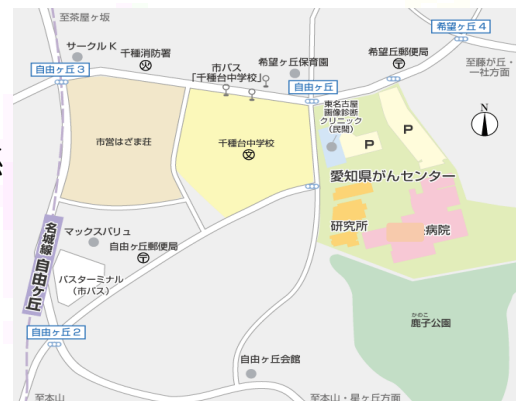 至茶屋ヶ坂
サークルK
千種消防署
自由ヶ丘3
市バス
「千種台中学校」
希望ヶ丘保育園
自由ヶ丘
希望丘郵便局
希望ヶ丘4
至藤が丘・
一社方面
N
市営はざま荘
千種台中学校
東名古屋
画像診断
クリニック
(民間)
P
P
愛知県がんセンター
研究所
病院
マックスバリュ
自由ヶ丘郵便局
バスターミナル
(市バス)
名城線 自由ヶ丘
自由ヶ丘2
かのこ
鹿子公園
自由ヶ丘会館
至本山
至本山・星ヶ丘方面